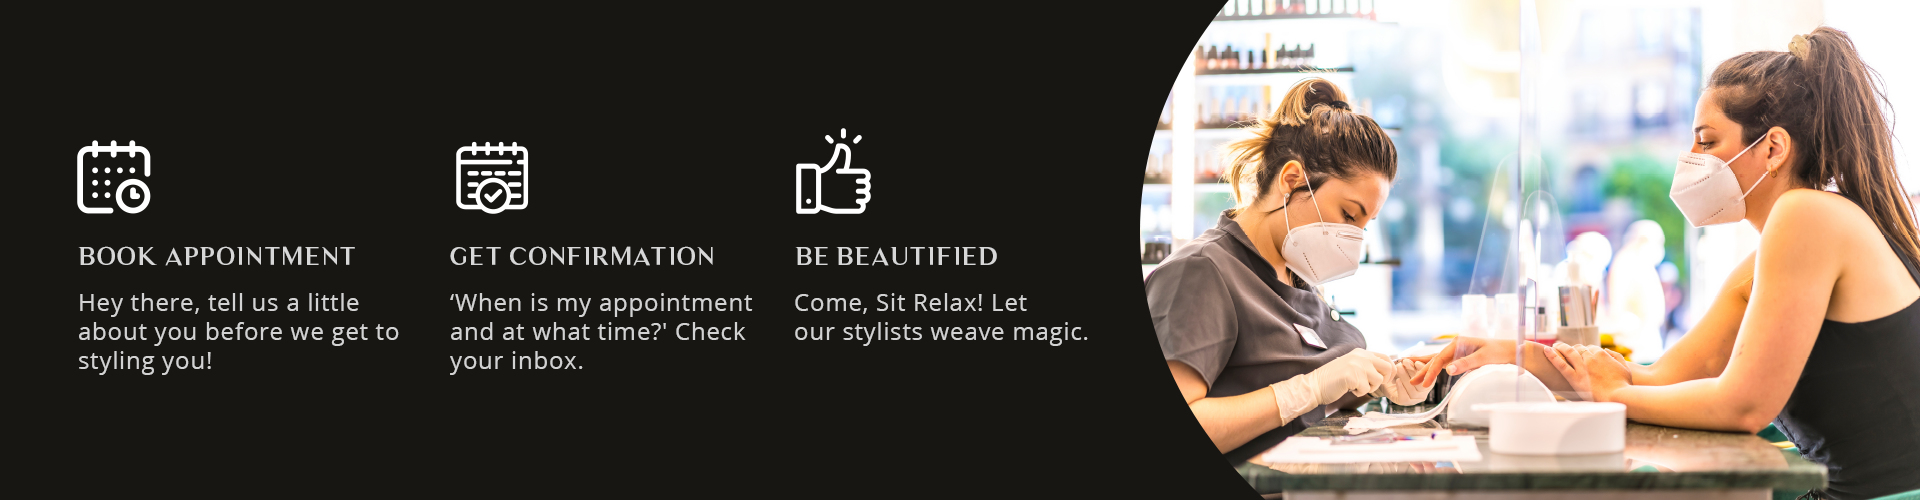 BOOK APPOINTMENT
Hey there, tell us a little
about you before we get to
styling you!
GET CONFIRMATION
‘When is my appointment
and at what time?' Check
your inbox.
BE BEAUTIFIED
Come, Sit Relax! Let
our stylists weave magic.